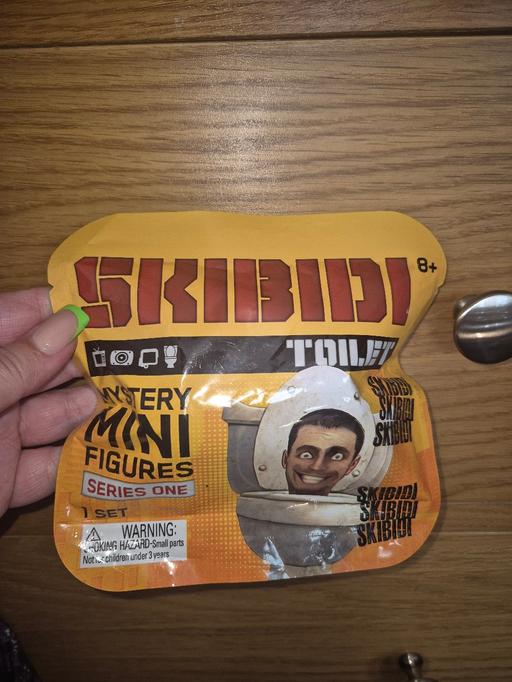 SKIBIDI
8+
TOILET
MYSTERY
MINI
FIGURES
SERIES ONE
1 SET
WARNING:
CHOKING HAZARD-Small parts
Not for children under 3 years
SKIBIDI
SKIBIDI
SKIBIDI
SKIBIDI
SKIBIDI
SKIBIDI